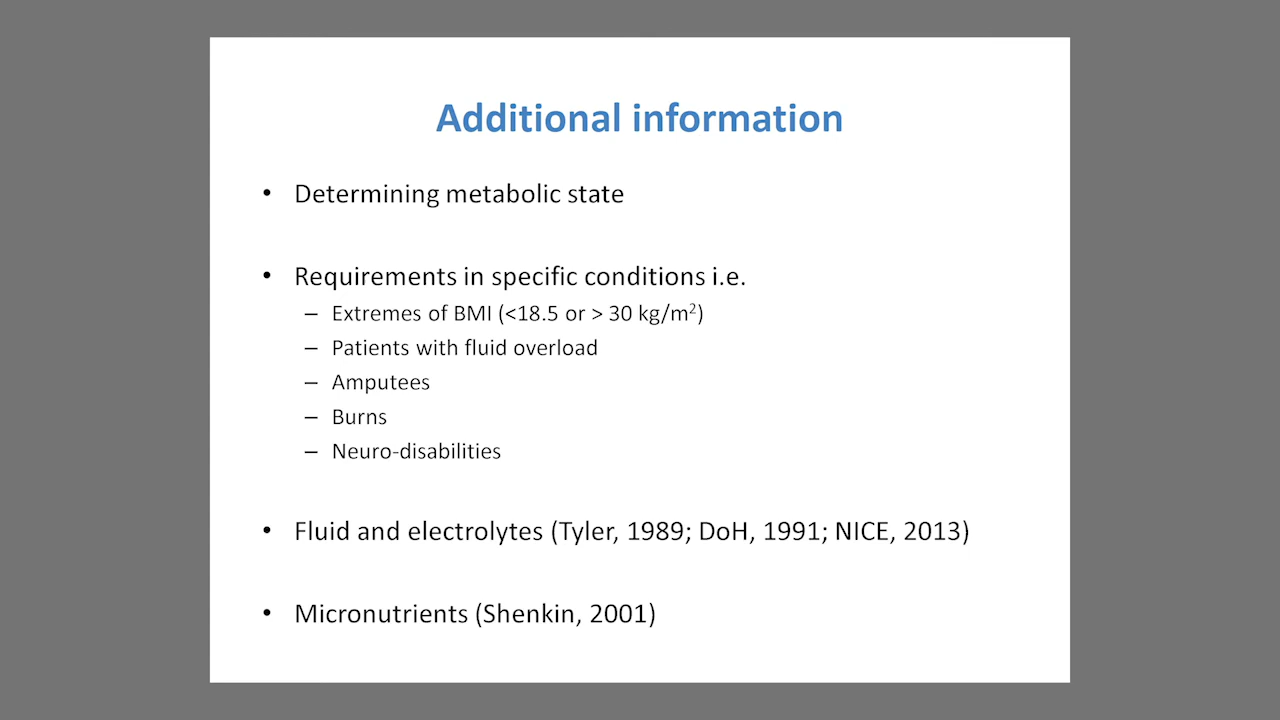 Additional information
• Determining metabolic state
• Requirements in specific conditions i.e.
– Extremes of BMI (<18.5 or > 30 kg/m²)
– Patients with fluid overload
– Amputees
– Burns
– Neuro-disabilities
• Fluid and electrolytes (Tyler, 1989; DoH, 1991; NICE, 2013)
• Micronutrients (Shenkin, 2001)